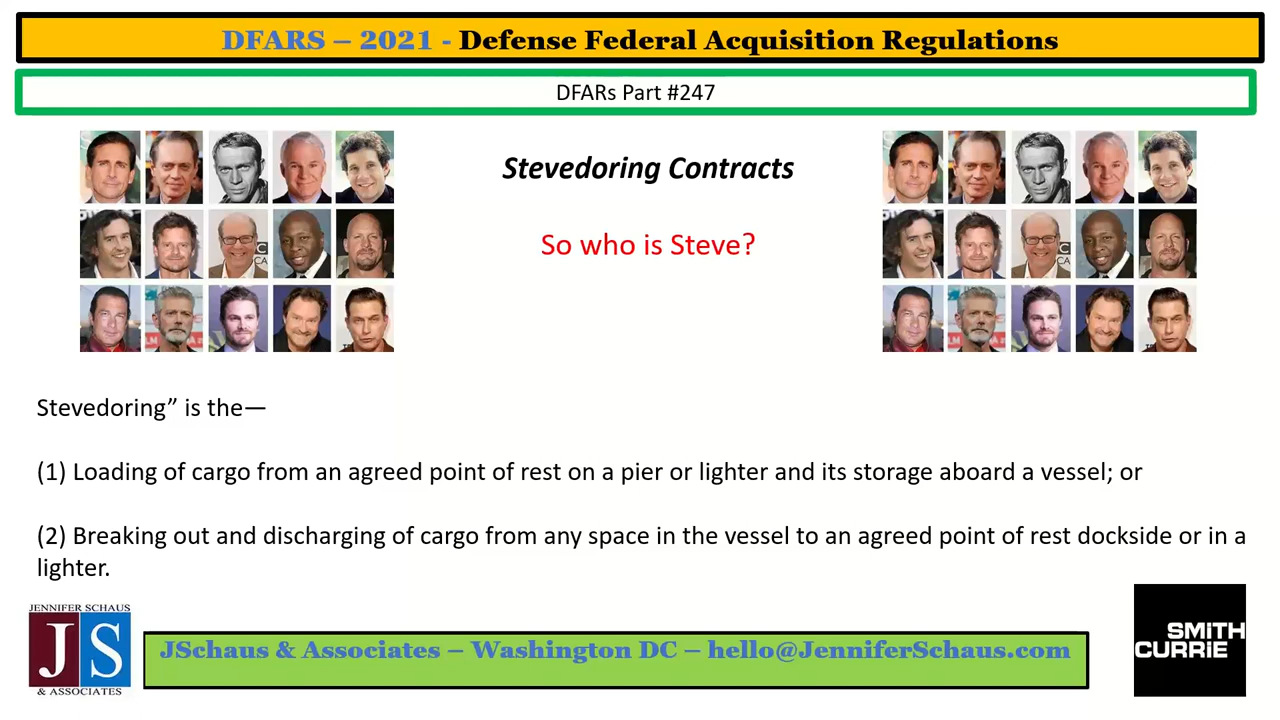 DFARS – 2021 - Defense Federal Acquisition Regulations
DFARs Part #247
Stevedoring Contracts
So who is Steve?
Stevedoring” is the—
(1) Loading of cargo from an agreed point of rest on a pier or lighter and its storage aboard a vessel; or
(2) Breaking out and discharging of cargo from any space in the vessel to an agreed point of rest dockside or in a
lighter.
JENNIFER SCHAUS
JS
& ASSOCIATES
JSchaus & Associates – Washington DC – hello@JenniferSchaus.com
SMITH
CURRIE